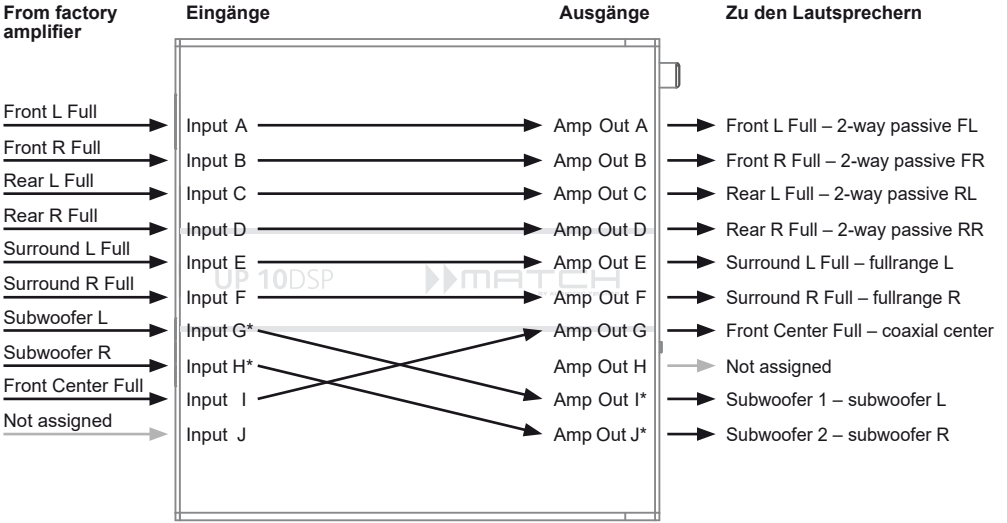 From factory amplifier Eingänge Ausgänge Zu den Lautsprechern
Front L Full Input A Amp Out A Front L Full – 2-way passive FL
Front R Full Input B Amp Out B Front R Full – 2-way passive FR
Rear L Full Input C Amp Out C Rear L Full – 2-way passive RL
Rear R Full Input D Amp Out D Rear R Full – 2-way passive RR
Surround L Full Input E Amp Out E Surround L Full – fullrange L
UP 10DSP MATCH
Surround R Full Input F Amp Out F Surround R Full – fullrange R
Subwoofer L Input G* Amp Out G Front Center Full – coaxial center
Subwoofer R Input H* Amp Out H Not assigned
Front Center Full Input I Amp Out I* Subwoofer 1 – subwoofer L
Not assigned Input J Amp Out J* Subwoofer 2 – subwoofer R